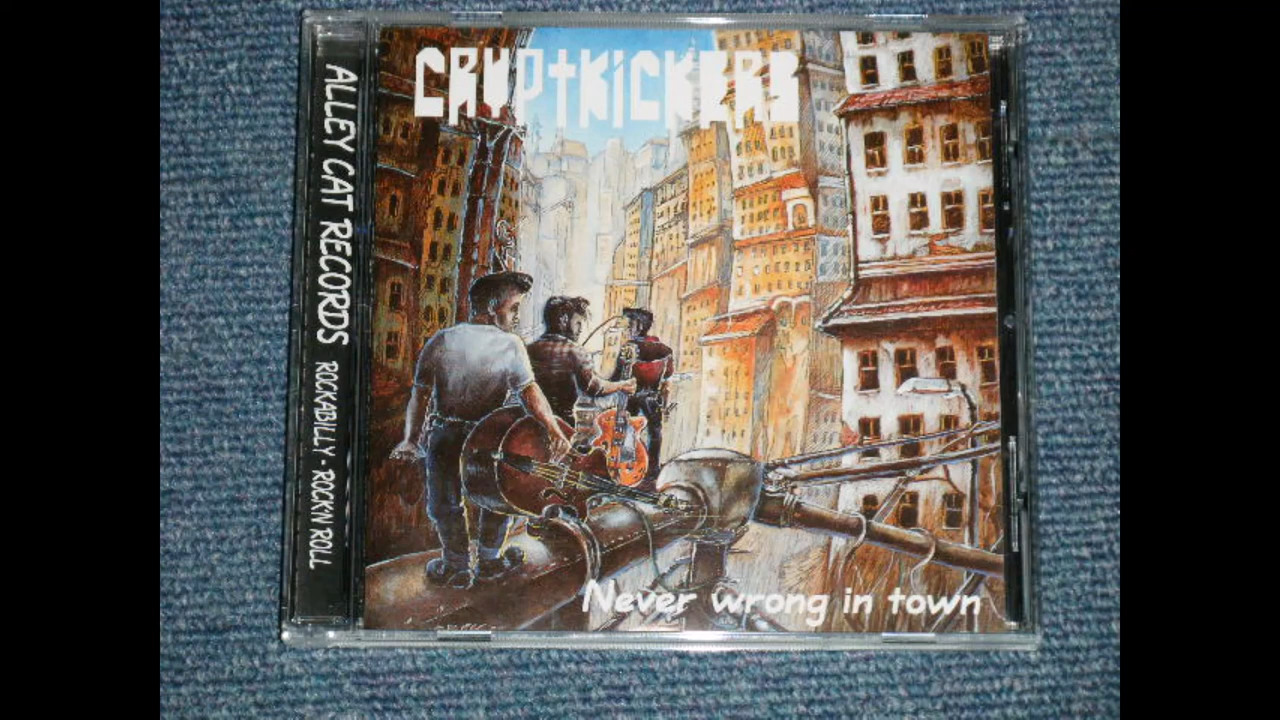 CRYPTKiCKERS
ALLEY CAT RECORDS ROCKABILLY - ROCK'N ROLL
Never wrong in town